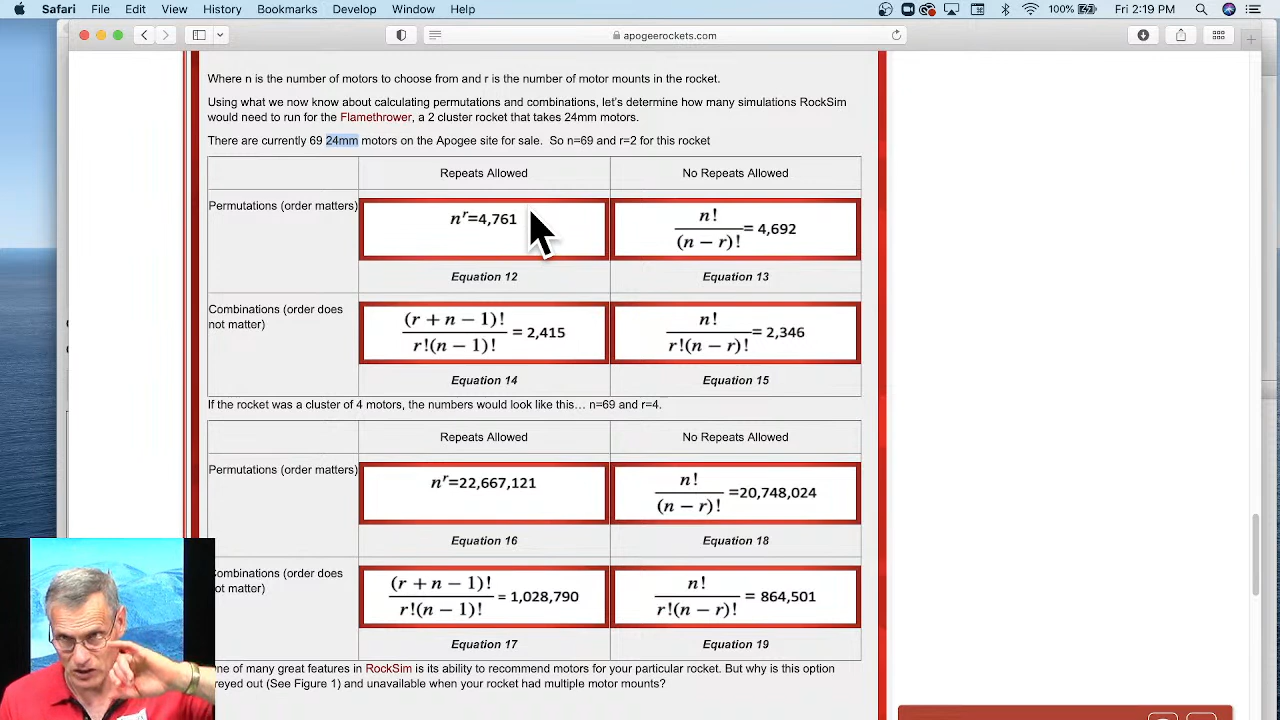 Safari File Edit View History Bookmarks Develop Window Help 100% Fri 2:19 PM
apogeerockets.com
Where n is the number of motors to choose from and r is the number of motor mounts in the rocket.
Using what we now know about calculating permutations and combinations, let's determine how many simulations RockSim
would need to run for the Flamethrower, a 2 cluster rocket that takes 24mm motors.
There are currently 69 24mm motors on the Apogee site for sale. So n=69 and r=2 for this rocket
Repeats Allowed No Repeats Allowed
Permutations (order matters) nʳ=4,761 n!/(n − r)! = 4,692
Equation 12 Equation 13
Combinations (order does
not matter) (r + n − 1)!/r!(n − 1)! = 2,415 n!/r!(n − r)! = 2,346
Equation 14 Equation 15
If the rocket was a cluster of 4 motors, the numbers would look like this… n=69 and r=4.
Repeats Allowed No Repeats Allowed
Permutations (order matters) nʳ=22,667,121 n!/(n − r)! =20,748,024
Equation 16 Equation 18
ombinations (order does
ot matter) (r + n − 1)!/r!(n − 1)! = 1,028,790 n!/r!(n − r)! = 864,501
Equation 17 Equation 19
ne of many great features in RockSim is its ability to recommend motors for your particular rocket. But why is this option
reyed out (See Figure 1) and unavailable when your rocket had multiple motor mounts?